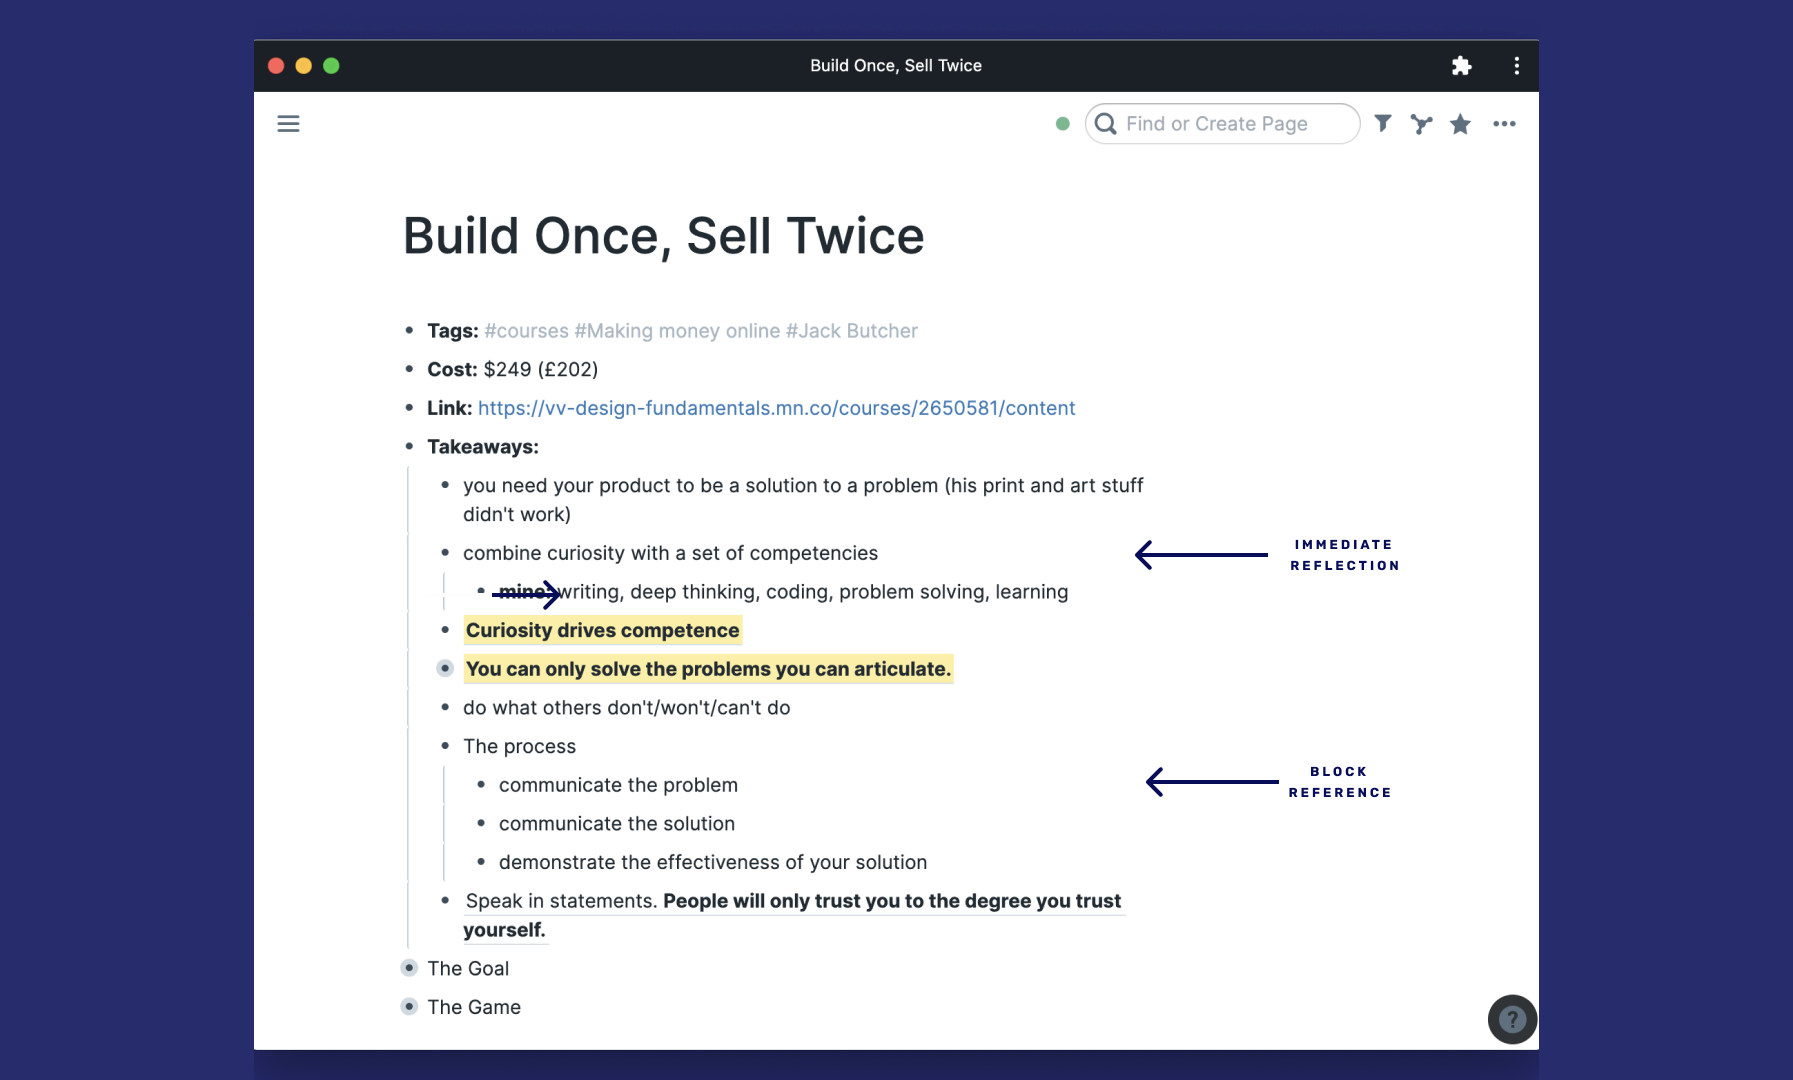 Build Once, Sell Twice
Find or Create Page
Build Once, Sell Twice
Tags: #courses #Making money online #Jack Butcher
Cost: $249 (£202)
Link: https://vv-design-fundamentals.mn.co/courses/2650581/content
Takeaways:
you need your product to be a solution to a problem (his print and art stuff
didn't work)
combine curiosity with a set of competencies
IMMEDIATE
REFLECTION
mine: writing, deep thinking, coding, problem solving, learning
Curiosity drives competence
You can only solve the problems you can articulate.
do what others don't/won't/can't do
The process
communicate the problem
BLOCK
REFERENCE
communicate the solution
demonstrate the effectiveness of your solution
Speak in statements. People will only trust you to the degree you trust
yourself.
The Goal
The Game
?